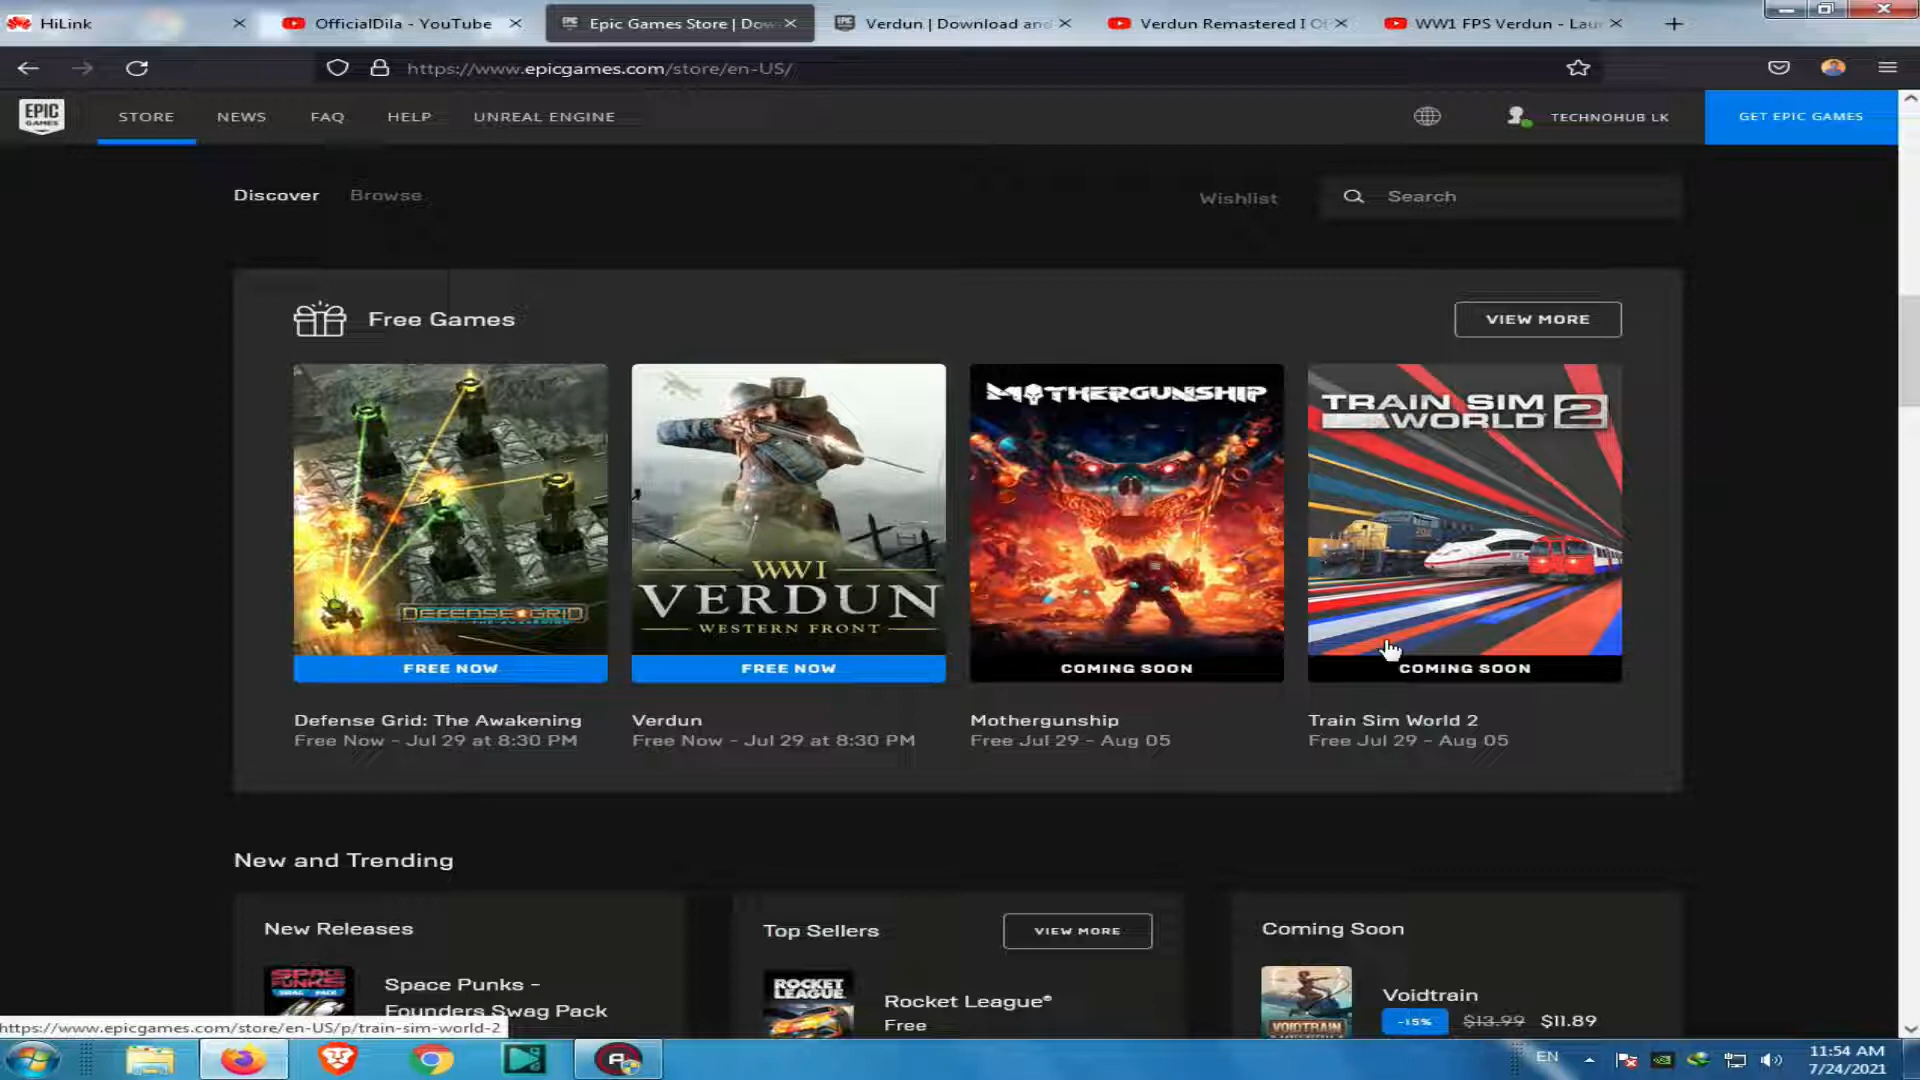 HiLink
OfficialDila - YouTube
Epic Games Store | Dow
Verdun | Download and
Verdun Remastered I Of
WW1 FPS Verdun - Lau
https://www.epicgames.com/store/en-US/
EPIC
GAMES
STORE
NEWS
FAQ
HELP
UNREAL ENGINE
TECHNOHUB LK
GET EPIC GAMES
Discover
Browse
Wishlist
Search
Free Games
VIEW MORE
DEFENSE GRID
THE AWAKENING
FREE NOW
Defense Grid: The Awakening
Free Now - Jul 29 at 8:30 PM
WWI
VERDUN
WESTERN FRONT
FREE NOW
Verdun
Free Now - Jul 29 at 8:30 PM
MOTHERGUNSHIP
COMING SOON
Mothergunship
Free Jul 29 - Aug 05
TRAIN SIM
WORLD 2
COMING SOON
Train Sim World 2
Free Jul 29 - Aug 05
New and Trending
New Releases
SPACE
PUNKS
SWAG PACK
Space Punks -
Founders Swag Pack
Top Sellers
VIEW MORE
ROCKET
LEAGUE
Rocket League®
Free
Coming Soon
VOIDTRAIN
Voidtrain
-15%
$13.99
$11.89
https://www.epicgames.com/store/en-US/p/train-sim-world-2
EN
11:54 AM
7/24/2021